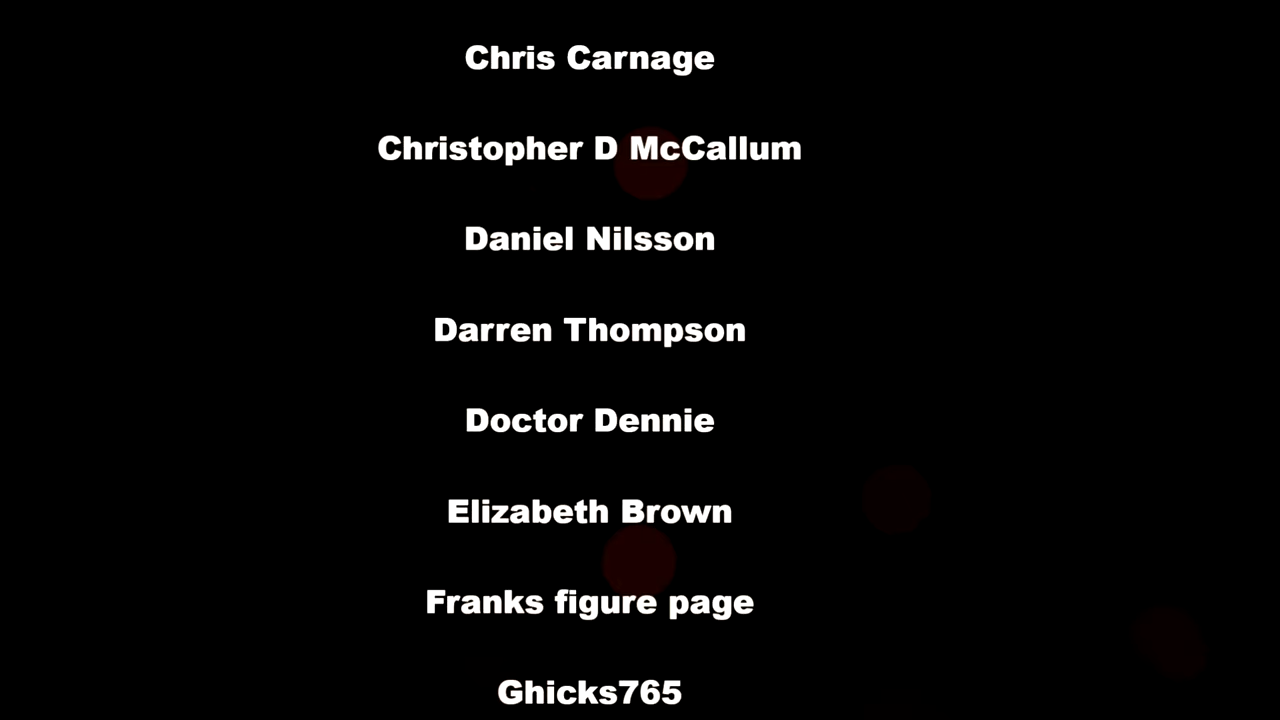 Chris Carnage
Christopher D McCallum
Daniel Nilsson
Darren Thompson
Doctor Dennie
Elizabeth Brown
Franks figure page
Ghicks765